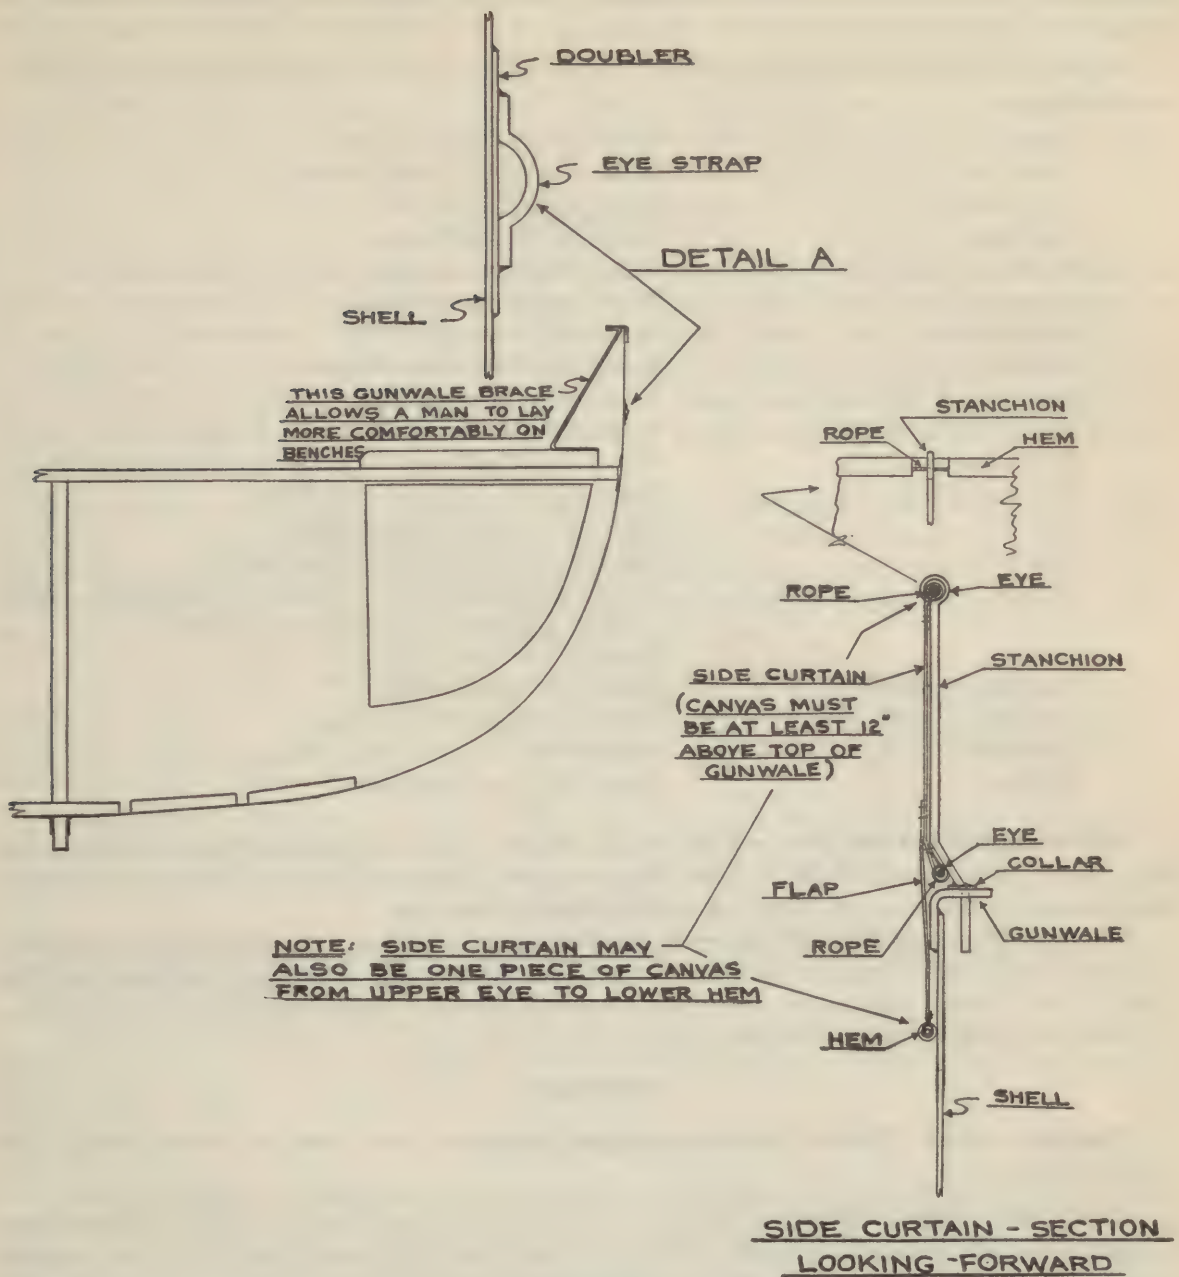 DOUBLER
EYE STRAP
DETAIL A
SHELL
THIS GUNWALE BRACE
ALLOWS A MAN TO LAY
MORE COMFORTABLY ON
BENCHES
STANCHION
ROPE
HEM
ROPE
EYE
SIDE CURTAIN
STANCHION
(CANVAS MUST
BE AT LEAST 12"
ABOVE TOP OF
GUNWALE)
EYE
COLLAR
FLAP
ROPE
GUNWALE
NOTE: SIDE CURTAIN MAY
ALSO BE ONE PIECE OF CANVAS
FROM UPPER EYE TO LOWER HEM
HEM
SHELL
SIDE CURTAIN - SECTION
LOOKING-FORWARD